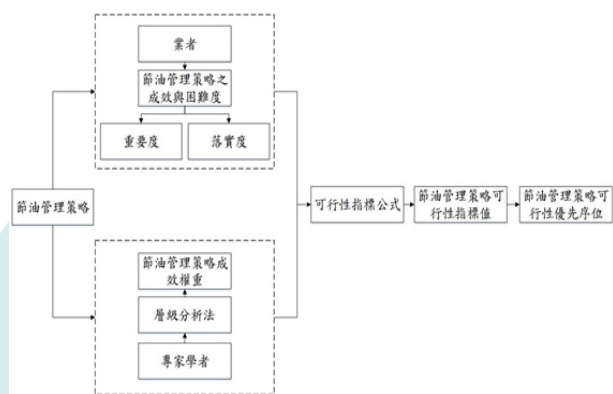 業者
節油管理策略之
成效與困難度
重要度
落實度
節油管理策略
可行性指標公式
節油管理策略可
行性指標值
節油管理策略可
行性優先序位
節油管理策略成
效權重
層級分析法
專家學者